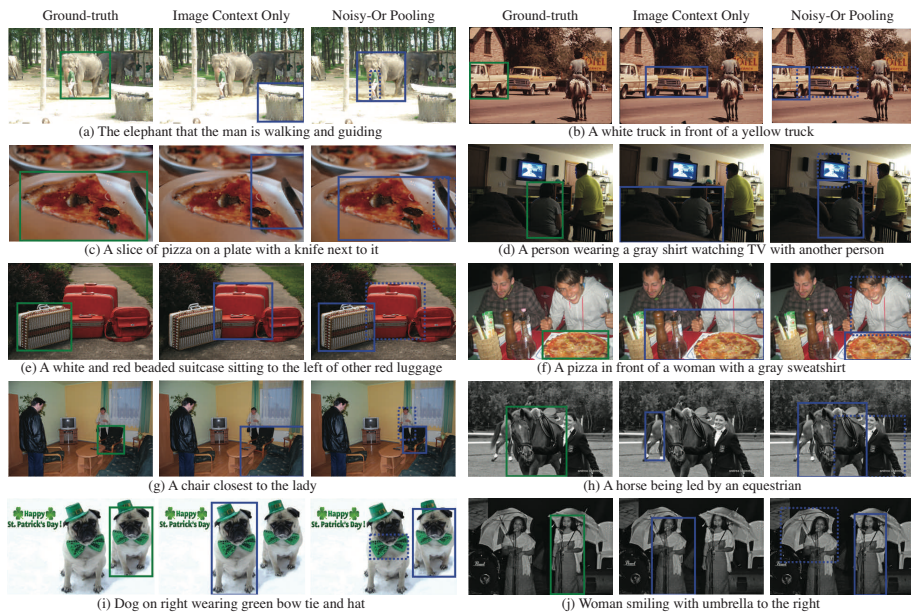 Ground-truth Image Context Only Noisy-Or Pooling
Ground-truth Image Context Only Noisy-Or Pooling
(a) The elephant that the man is walking and guiding
(b) A white truck in front of a yellow truck
(c) A slice of pizza on a plate with a knife next to it
(d) A person wearing a gray shirt watching TV with another person
(e) A white and red beaded suitcase sitting to the left of other red luggage
(f) A pizza in front of a woman with a gray sweatshirt
(g) A chair closest to the lady
(h) A horse being led by an equestrian
Happy
St. Patrick's Day!
Happy
St. Patrick's Day!
Happy
St. Patrick's Day!
(i) Dog on right wearing green bow tie and hat
(j) Woman smiling with umbrella to the right